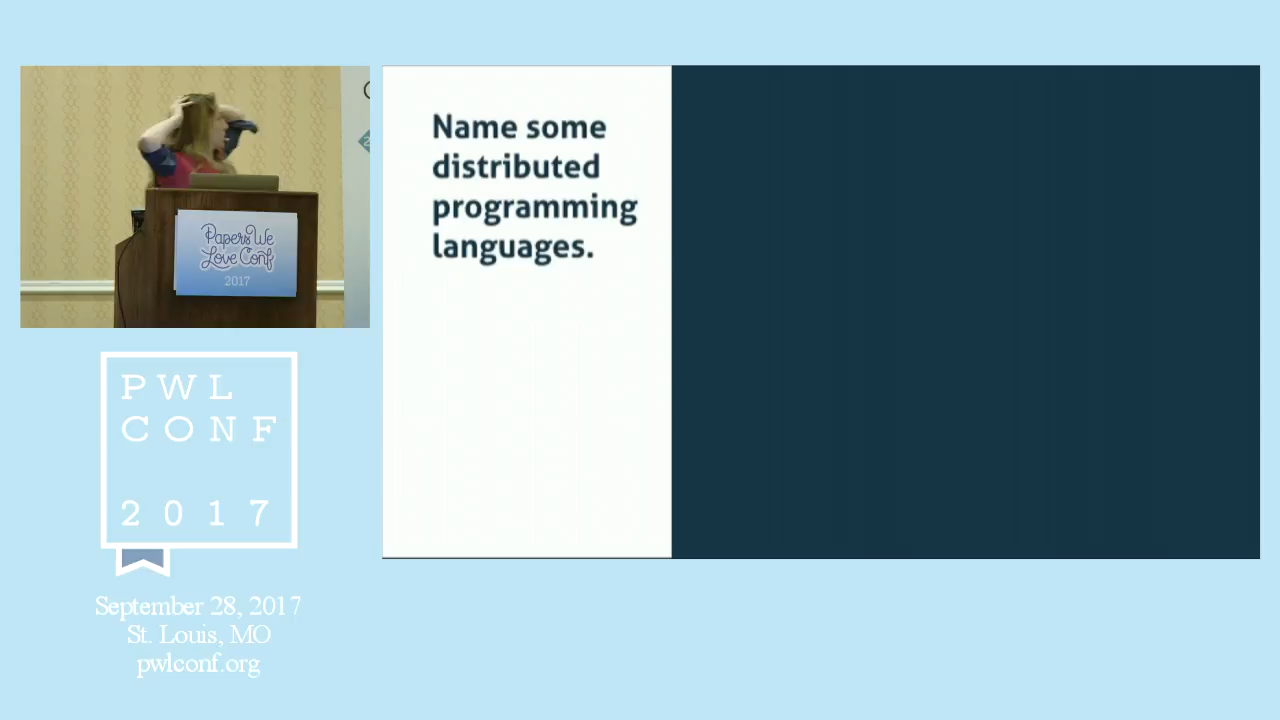 Name some
distributed
programming
languages.
Papers We
Love Conf
2017
PWL
CONF
2017
September 28, 2017
St. Louis, MO
pwlconf.org